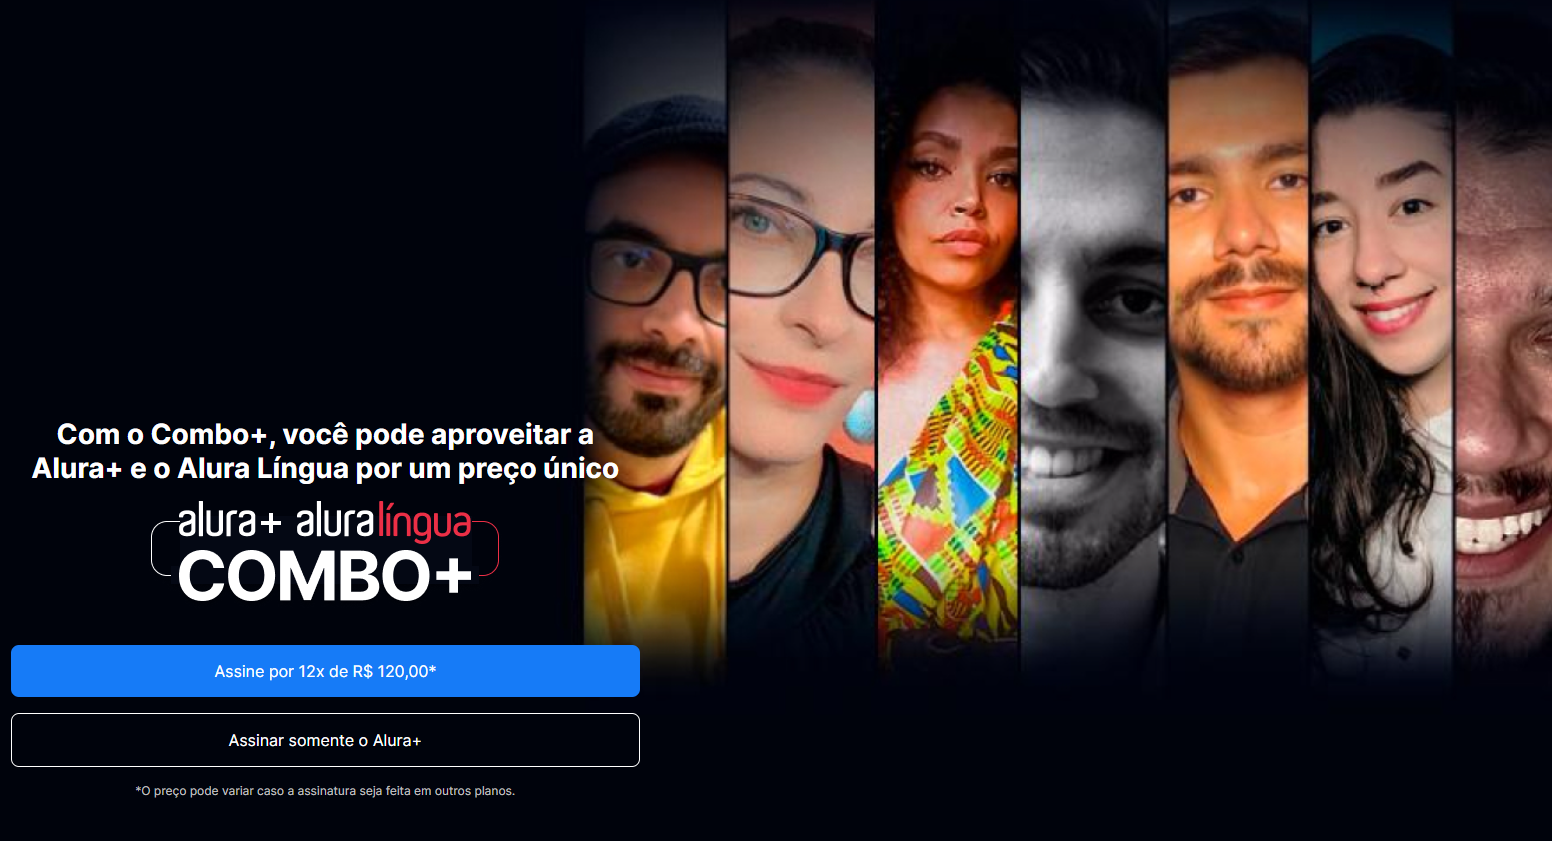 Com o Combo+, você pode aproveitar a
Alura+ e o Alura Língua por um preço único
alura+ aluralíngua
COMBO+
Assine por 12x de R$ 120,00*
Assinar somente o Alura+
*O preço pode variar caso a assinatura seja feita em outros planos.